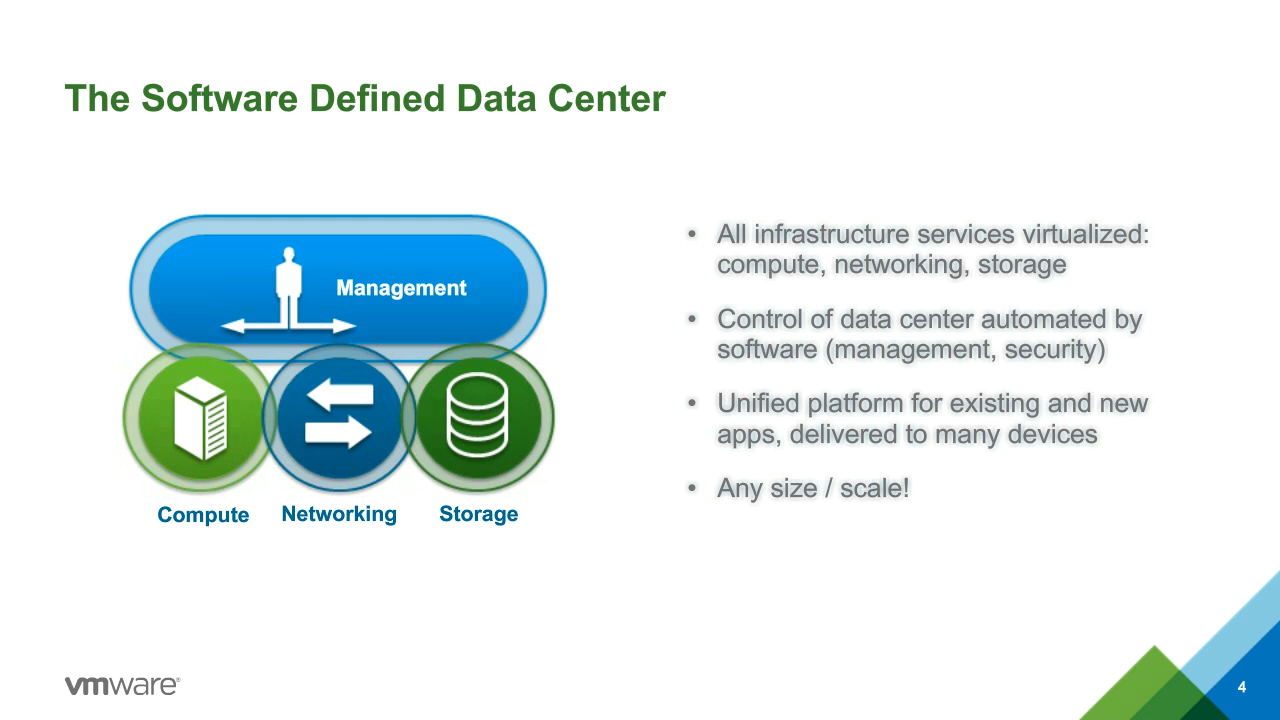 The Software Defined Data Center
Management
Compute
Networking
Storage
• All infrastructure services virtualized:
compute, networking, storage
• Control of data center automated by
software (management, security)
• Unified platform for existing and new
apps, delivered to many devices
• Any size / scale!
vmware®
4